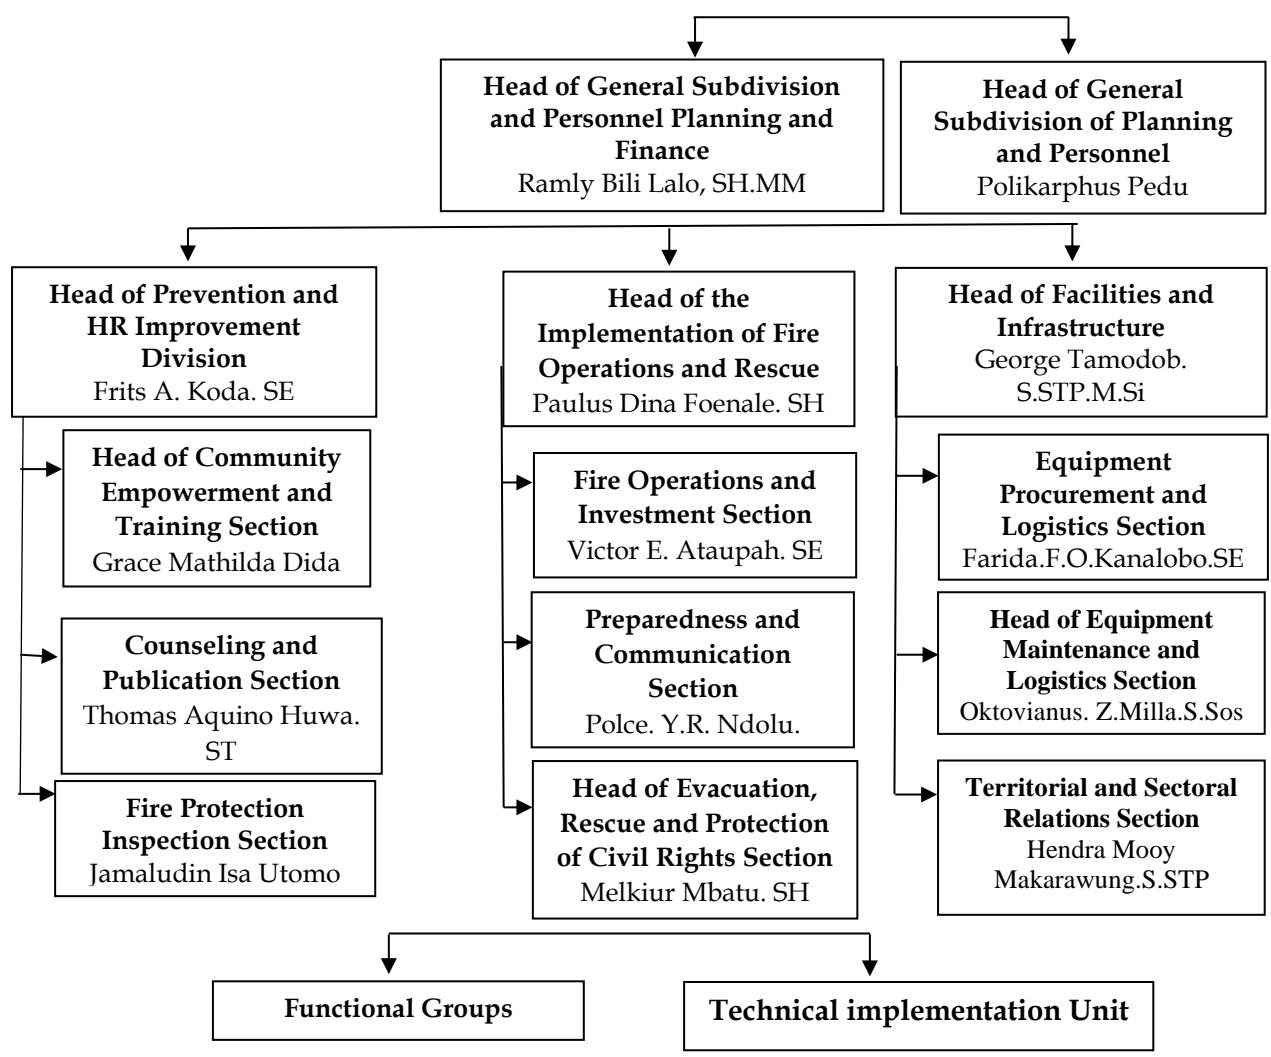 Head of General Subdivision
and Personnel Planning and
Finance
Ramly Bili Lalo, SH.MM
Head of General
Subdivision of Planning
and Personnel
Polikarphus Pedu
Head of Prevention and
HR Improvement
Division
Frits A. Koda. SE
Head of the
Implementation of Fire
Operations and Rescue
Paulus Dina Foenale. SH
Head of Facilities and
Infrastructure
George Tamodob.
S.STP.M.Si
Head of Community
Empowerment and
Training Section
Grace Mathilda Dida
Counseling and
Publication Section
Thomas Aquino Huwa.
ST
Fire Protection
Inspection Section
Jamaludin Isa Utomo
Fire Operations and
Investment Section
Victor E. Ataupah. SE
Preparedness and
Communication
Section
Polce. Y.R. Ndolu.
Head of Evacuation,
Rescue and Protection
of Civil Rights Section
Melkiur Mbatu. SH
Equipment
Procurement and
Logistics Section
Farida.F.O.Kanalobo.SE
Head of Equipment
Maintenance and
Logistics Section
Oktovianus. Z.Milla.S.Sos
Territorial and Sectoral
Relations Section
Hendra Mooy
Makarawung.S.STP
Functional Groups
Technical implementation Unit